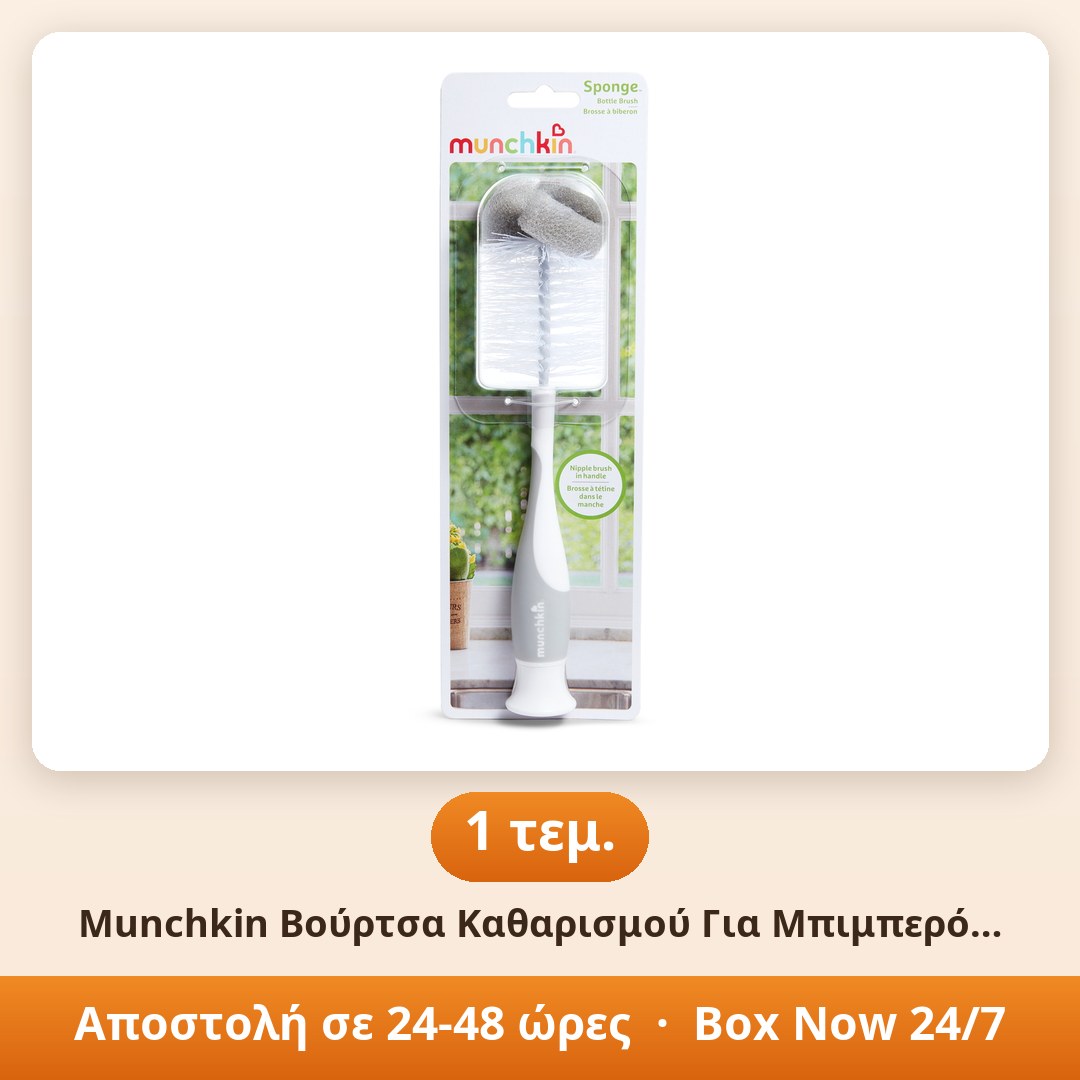 Sponge
Bottle Brush
Brosse à biberon
munchkin
Nipple brush
in handle
Brosse à tétine
dans le
manche
munchkin
1 τεμ.
Munchkin Βούρτσα Καθαρισμού Για Μπιμπερό...
Αποστολή σε 24-48 ώρες · Box Now 24/7